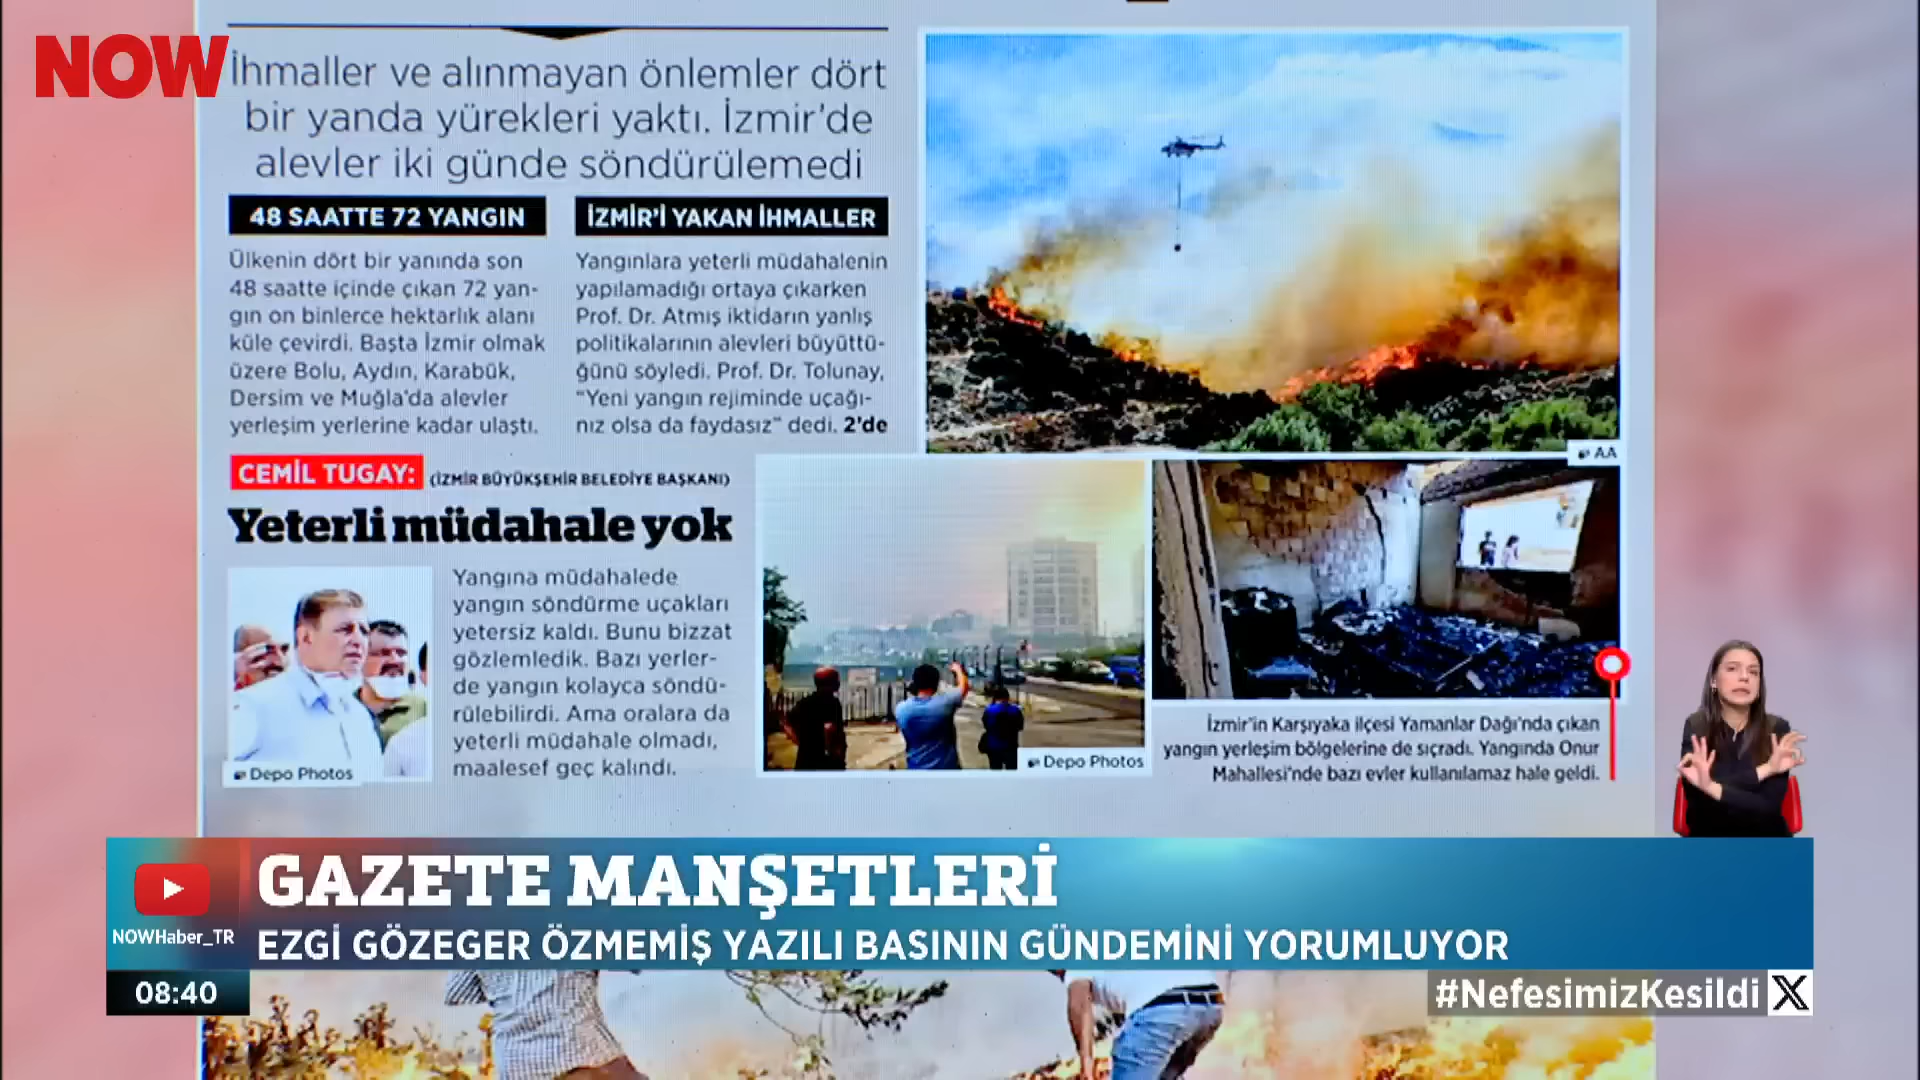 NOW
İhmaller ve alınmayan önlemler dört
bir yanda yürekleri yaktı. İzmir'de
alevler iki günde söndürülemedi
48 SAATTE 72 YANGIN
Ülkenin dört bir yanında son
48 saatte içinde çıkan 72 yan-
gın on binlerce hektarlık alanı
küle çevirdi. Başta İzmir olmak
üzere Bolu, Aydın, Karabük,
Dersim ve Muğla'da alevler
yerleşim yerlerine kadar ulaştı.
İZMİR'İ YAKAN İHMALLER
Yangınlara yeterli müdahalenin
yapılamadığı ortaya çıkarken
Prof. Dr. Atmış iktidarın yanlış
politikalarının alevleri büyüttü-
ğünü söyledi. Prof. Dr. Tolunay,
"Yeni yangın rejiminde uçağı-
nız olsa da faydasız" dedi. 2'de
AA
CEMİL TUGAY: (İZMİR BÜYÜKŞEHİR BELEDİYE BAŞKANI)
Yeterli müdahale yok
Yangına müdahalede
yangın söndürme uçakları
yetersiz kaldı. Bunu bizzat
gözlemledik. Bazı yerler-
de yangın kolayca söndü-
rülebilirdi. Ama oralara da
yeterli müdahale olmadı,
maalesef geç kalındı.
Depo Photos
Depo Photos
İzmir'in Karşıyaka ilçesi Yamanlar Dağı'nda çıkan
yangın yerleşim bölgelerine de sıçradı. Yangında Onur
Mahallesi'nde bazı evler kullanılamaz hale geldi.
GAZETE MANŞETLERİ
NOWHaber_TR
EZGİ GÖZEGER ÖZMEMİŞ YAZILI BASININ GÜNDEMİNİ YORUMLUYOR
08:40
#NefesimizKesildi X